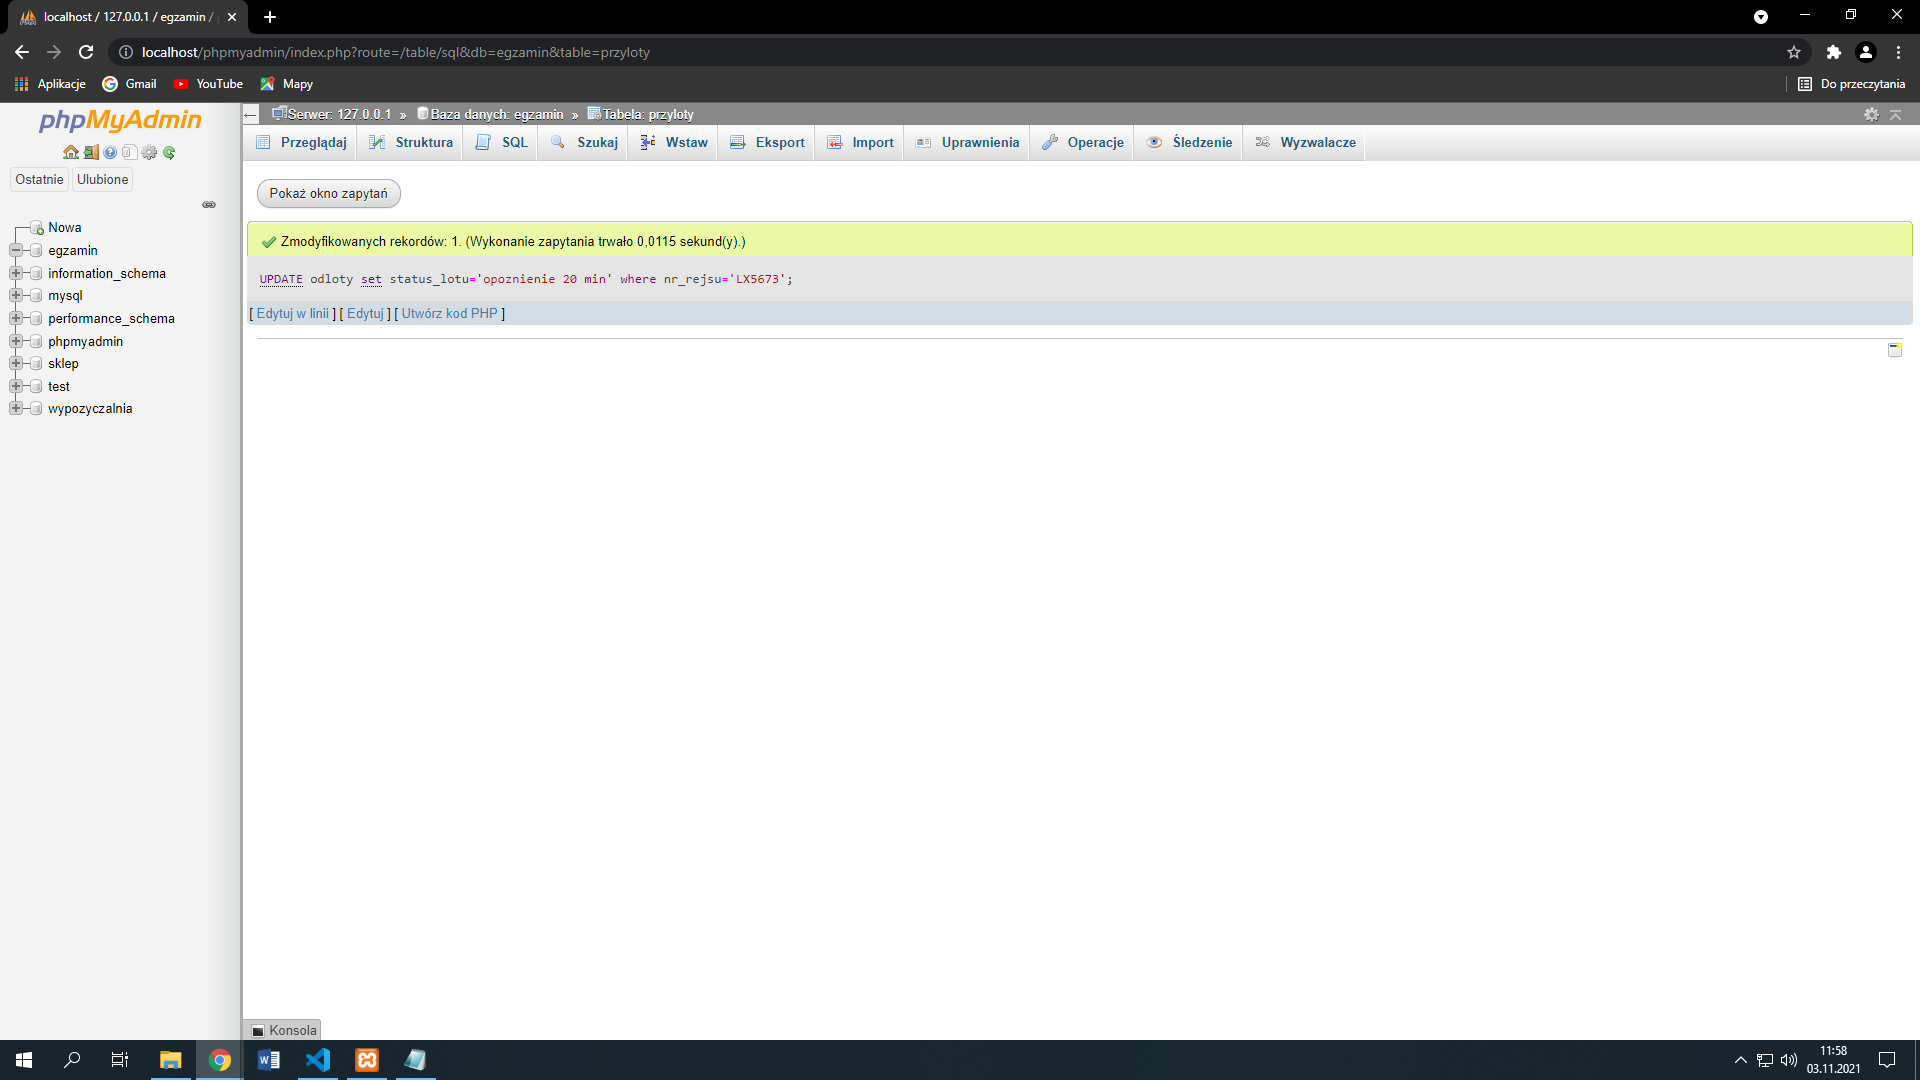 localhost / 127.0.0.1 / egzamin /
localhost/phpmyadmin/index.php?route=/table/sql&db=egzamin&table=przyloty
Aplikacje Gmail YouTube Mapy Do przeczytania
phpMyAdmin
Ostatnie Ulubione
Nowa
egzamin
information_schema
mysql
performance_schema
phpmyadmin
sklep
test
wypozyczalnia
Serwer: 127.0.0.1 » Baza danych: egzamin » Tabela: przyloty
Przeglądaj Struktura SQL Szukaj Wstaw Eksport Import Uprawnienia Operacje Śledzenie Wyzwalacze
Pokaż okno zapytań
Zmodyfikowanych rekordów: 1. (Wykonanie zapytania trwało 0,0115 sekund(y).)
UPDATE odloty set status_lotu='opoznienie 20 min' where nr_rejsu='LX5673';
[ Edytuj w linii ] [ Edytuj ] [ Utwórz kod PHP ]
Konsola
11:58
03.11.2021